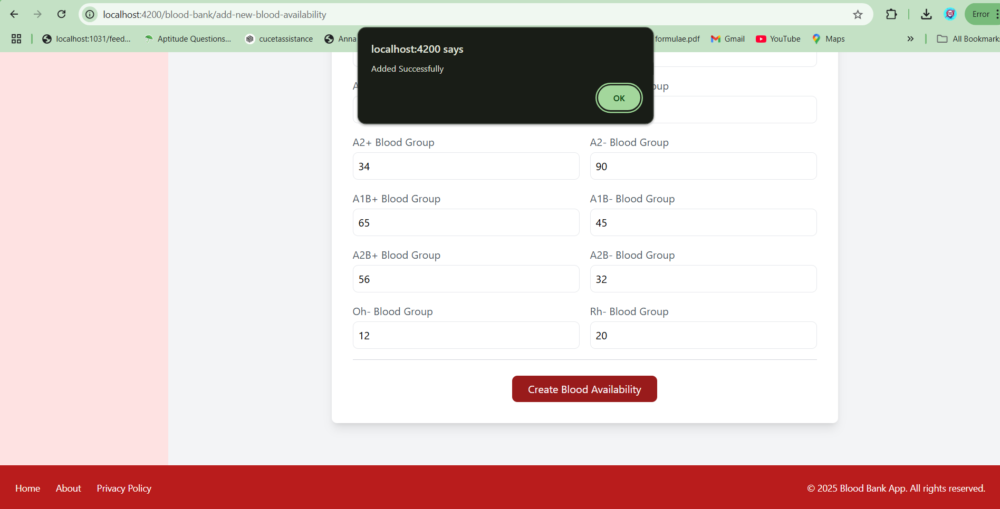 localhost:4200/blood-bank/add-new-blood-availability
Error
localhost:1031/feed... Aptitude Questions... cucetassistance Anna formulae.pdf Gmail YouTube Maps » All Bookmarks
localhost:4200 says
Added Successfully
OK
A2+ Blood Group A2- Blood Group
34 90
A1B+ Blood Group A1B- Blood Group
65 45
A2B+ Blood Group A2B- Blood Group
56 32
Oh- Blood Group Rh- Blood Group
12 20
Create Blood Availability
Home About Privacy Policy © 2025 Blood Bank App. All rights reserved.